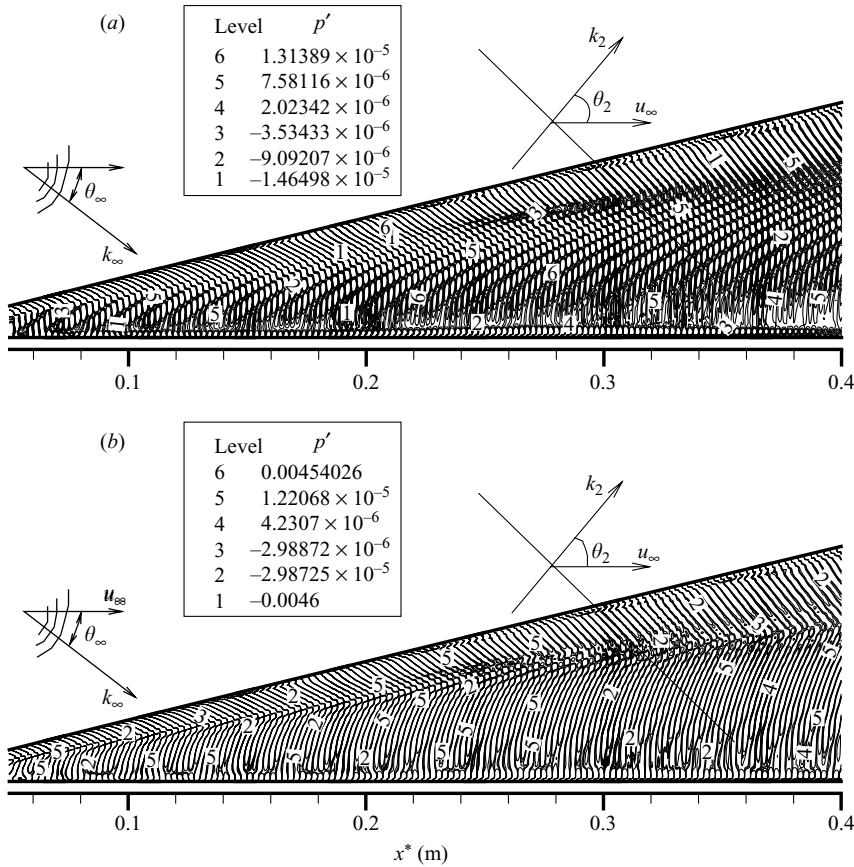 (a)
Level p′
6 1.31389 × 10⁻⁵
5 7.58116 × 10⁻⁶
4 2.02342 × 10⁻⁶
3 –3.53433 × 10⁻⁶
2 –9.09207 × 10⁻⁶
1 –1.46498 × 10⁻⁵
k₂
θ₂
u∞
θ∞
k∞
0.1 0.2 0.3 0.4
(b)
Level p′
6 0.00454026
5 1.22068 × 10⁻⁵
4 4.2307 × 10⁻⁶
3 –2.98872 × 10⁻⁶
2 –2.98725 × 10⁻⁵
1 –0.0046
k₂
θ₂
u∞
u∞
θ∞
k∞
0.1 0.2 0.3 0.4
x* (m)